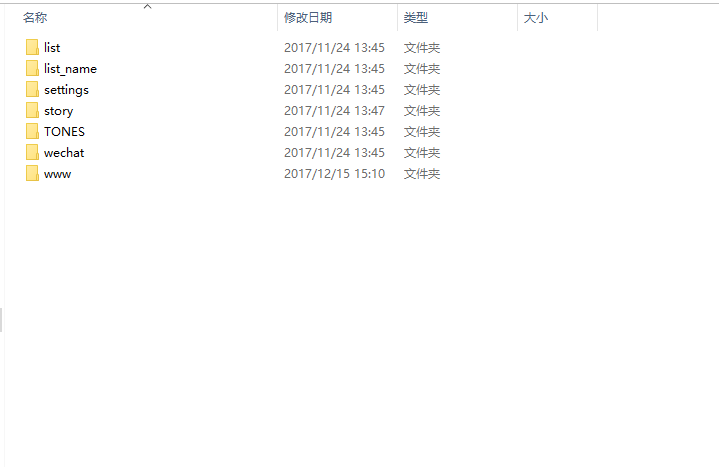 名称 修改日期 类型 大小
list 2017/11/24 13:45 文件夹
list_name 2017/11/24 13:45 文件夹
settings 2017/11/24 13:45 文件夹
story 2017/11/24 13:47 文件夹
TONES 2017/11/24 13:45 文件夹
wechat 2017/11/24 13:45 文件夹
www 2017/12/15 15:10 文件夹